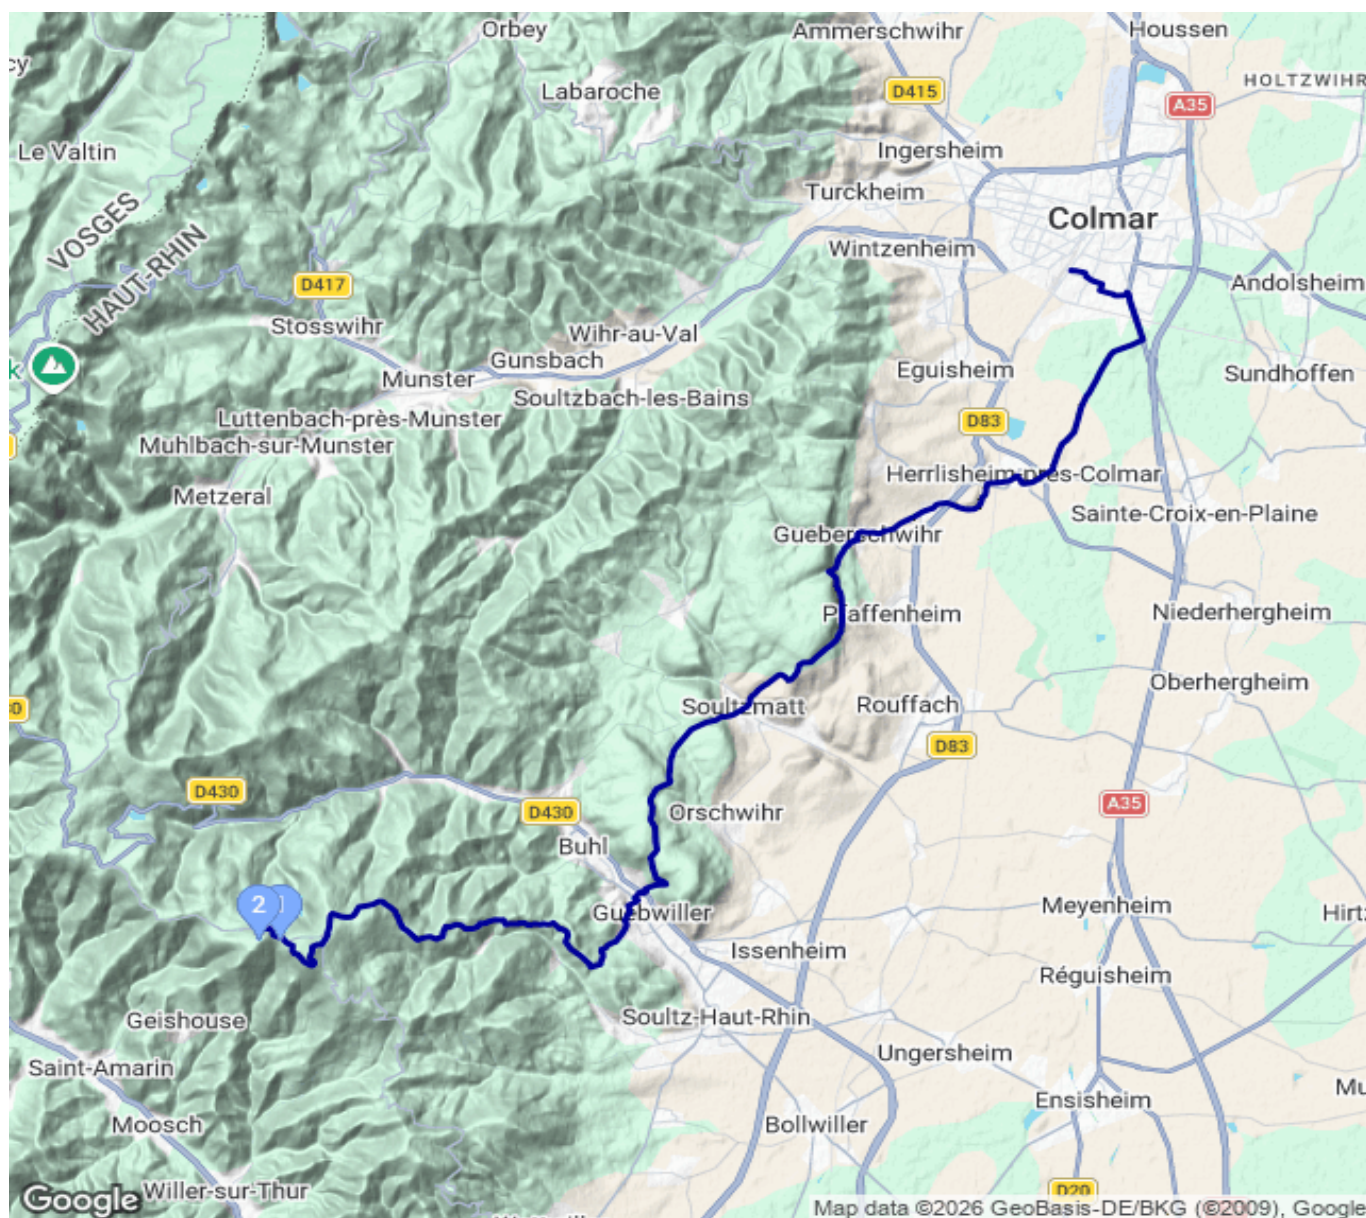 Orbey
Ammerschwihr
Houssen
cy
Labaroche
D415
HOLTZWIHR
A35
Le Valtin
Ingersheim
Turckheim
VOSGES
HAUT-RHIN
Colmar
Wintzenheim
D417
Andolsheim
Stosswihr
Wihr-au-Val
Gunsbach
k
Munster
Eguisheim
Sundhoffen
Soultzbach-les-Bains
Luttenbach-près-Munster
D83
Muhlbach-sur-Munster
Herrlisheim-près-Colmar
Metzeral
Sainte-Croix-en-Plaine
Gueberschwihr
Pfaffenheim
Niederhergheim
Oberhergheim
Soultzmatt
Rouffach
D83
D430
A35
D430
Orschwihr
Buhl
2
Guebwiller
Meyenheim
Hirtz
Issenheim
Réguisheim
Geishouse
Soultz-Haut-Rhin
Saint-Amarin
Ungersheim
Mu
Ensisheim
Moosch
Bollwiller
Willer-sur-Thur
D20
Google
Map data ©2026 GeoBasis-DE/BKG (©2009), Google